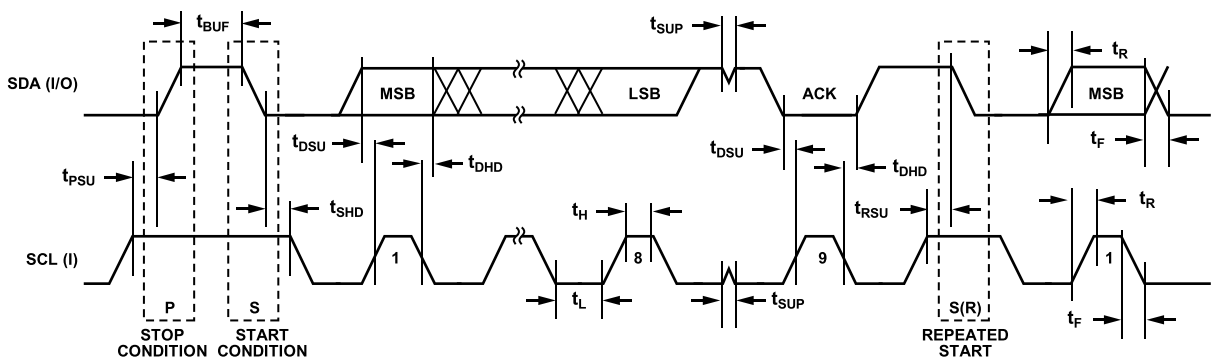 tBUF
tSUP
tR
SDA (I/O)
MSB
LSB
ACK
MSB
tDSU
tDHD
tDSU
tDHD
tF
tPSU
tSHD
tH
tRSU
tR
SCL (I)
1
8
9
1
P
S
tL
tSUP
S(R)
tF
STOP
CONDITION
START
CONDITION
REPEATED
START